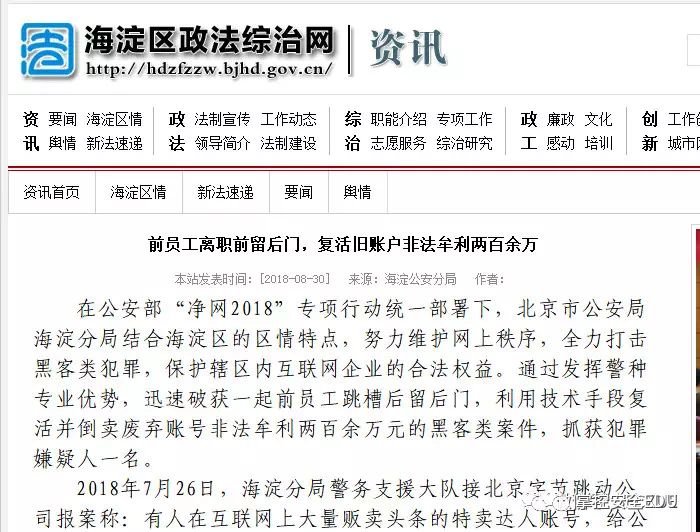 海淀区政法综治网
http://hdzfzzw.bjhd.gov.cn/
资讯
资讯 要闻 海淀区情 政法 法制宣传 工作动态 综治 职能介绍 专项工作 政工 廉政 文化 创新 工作
舆情 新法速递 领导简介 法制建设 志愿服务 综治研究 感动 培训 城市
资讯首页 海淀区情 新法速递 要闻 舆情
前员工离职前留后门，复活旧账户非法牟利两百余万
本站发表时间：[2018-08-30] 来源：海淀公安分局 作者：
在公安部“净网2018”专项行动统一部署下，北京市公安局
海淀分局结合海淀区的区情特点，努力维护网上秩序，全力打击
黑客类犯罪，保护辖区内互联网企业的合法权益。通过发挥警种
专业优势，迅速破获一起前员工跳槽后留后门，利用技术手段复
活并倒卖废弃账号非法牟利两百余万元的黑客类案件，抓获犯罪
嫌疑人一名。
2018年7月26日，海淀分局警务支援大队接北京字节跳动公
司报案称：有人在互联网上大量贩卖头条的特卖达人账号，给公
掌控安全EDU